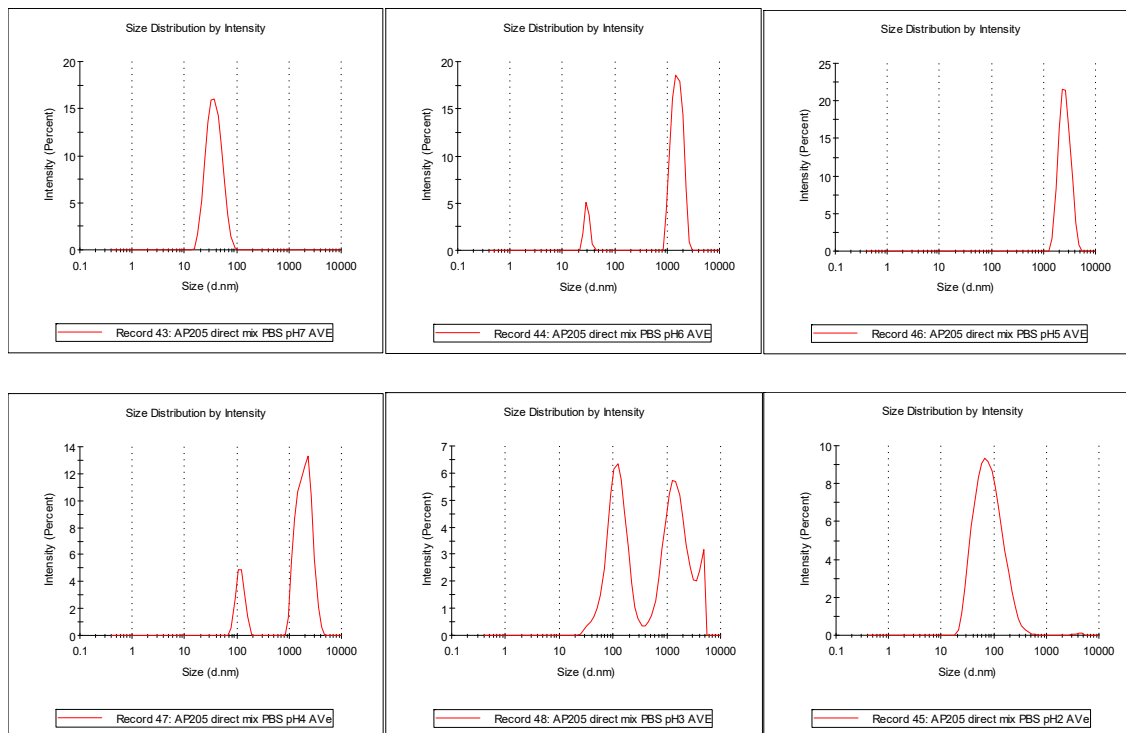 Size Distribution by Intensity
Intensity (Percent)
20
15
10
5
0
0.1 1 10 100 1000 10000
Size (d.nm)
Record 43: AP205 direct mix PBS pH7 AVE
Size Distribution by Intensity
Intensity (Percent)
20
15
10
5
0
0.1 1 10 100 1000 10000
Size (d.nm)
Record 44: AP205 direct mix PBS pH6 AVE
Size Distribution by Intensity
Intensity (Percent)
25
20
15
10
5
0
0.1 1 10 100 1000 10000
Size (d.nm)
Record 46: AP205 direct mix PBS pH5 AVE
Size Distribution by Intensity
Intensity (Percent)
14
12
10
8
6
4
2
0
0.1 1 10 100 1000 10000
Size (d.nm)
Record 47: AP205 direct mix PBS pH4 AVe
Size Distribution by Intensity
Intensity (Percent)
7
6
5
4
3
2
1
0
0.1 1 10 100 1000 10000
Size (d.nm)
Record 48: AP205 direct mix PBS pH3 AVE
Size Distribution by Intensity
Intensity (Percent)
10
8
6
4
2
0
0.1 1 10 100 1000 10000
Size (d.nm)
Record 45: AP205 direct mix PBS pH2 AVe